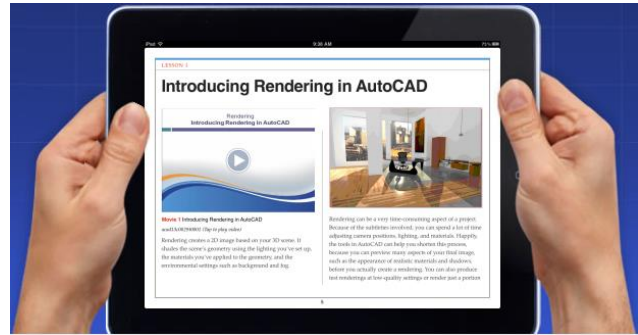 iPad
9:36 AM
75%
LESSON 1
Introducing Rendering in AutoCAD
Rendering
Introducing Rendering in AutoCAD
Movie 1 Introducing Rendering in AutoCAD
(Tap to play video)
Rendering creates a 2D image based on your 3D scene. It
shades the scene's geometry using the lighting you've set up,
the materials you've applied to the geometry, and the
environmental settings such as background and fog.
Rendering can be a very time-consuming aspect of a project.
Because of the subtleties involved, you can spend a lot of time
adjusting camera positions, lighting, and materials. Happily,
the tools in AutoCAD can help you shorten this process,
because you can preview many aspects of your final image,
such as the appearance of realistic materials and shadows,
before you actually create a rendering. You can also produce
test renderings at low-quality settings or render just a portion